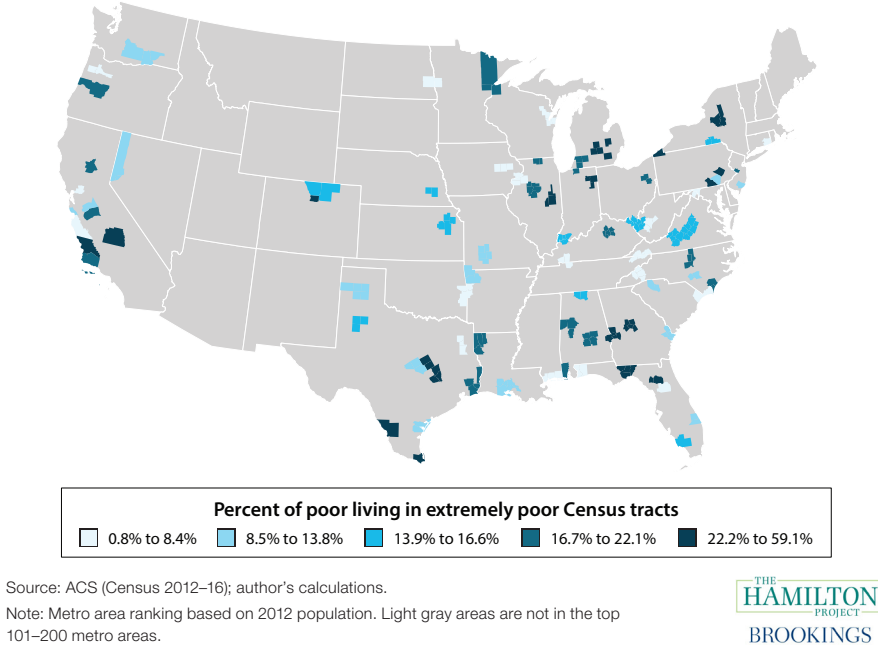 Percent of poor living in extremely poor Census tracts
0.8% to 8.4% 8.5% to 13.8% 13.9% to 16.6% 16.7% to 22.1% 22.2% to 59.1%
Source: ACS (Census 2012–16); author's calculations.
Note: Metro area ranking based on 2012 population. Light gray areas are not in the top
101–200 metro areas.
THE
HAMILTON
PROJECT
BROOKINGS